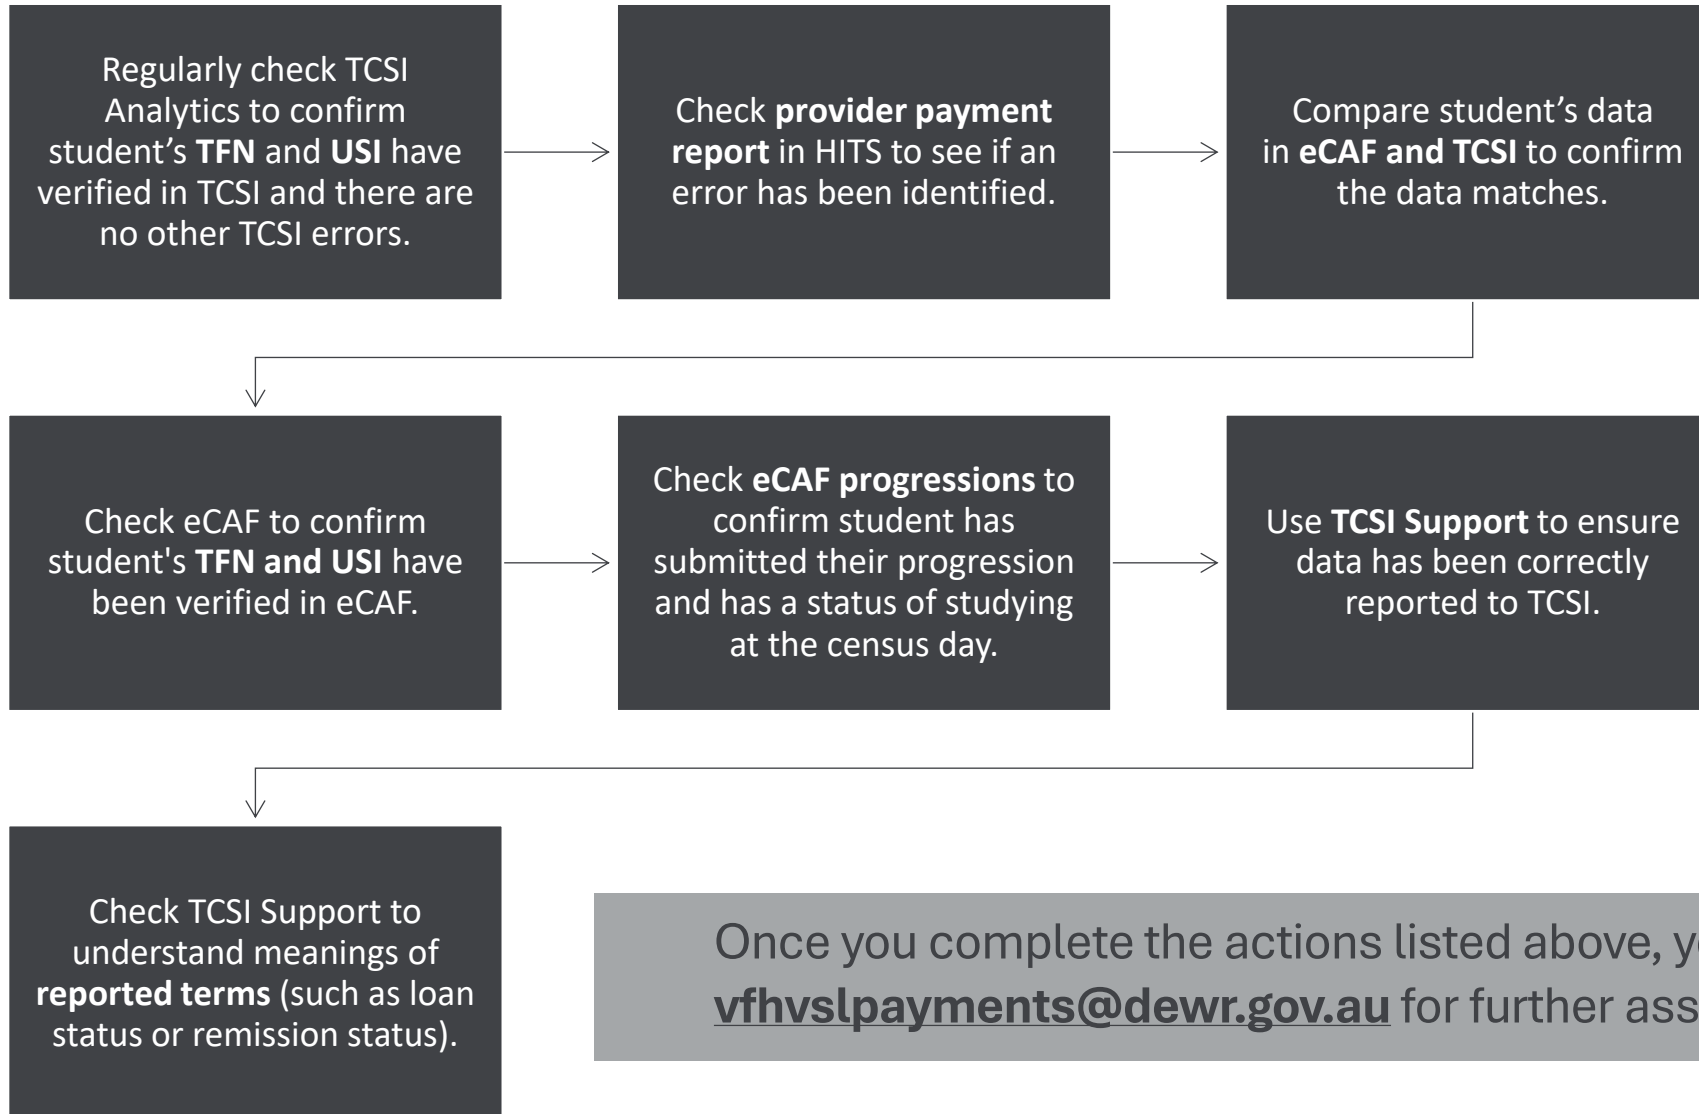 Regularly check TCSI
Analytics to confirm
student’s TFN and USI have
verified in TCSI and there are
no other TCSI errors.
Check provider payment
report in HITS to see if an
error has been identified.
Compare student’s data
in eCAF and TCSI to confirm
the data matches.
Check eCAF to confirm
student's TFN and USI have
been verified in eCAF.
Check eCAF progressions to
confirm student has
submitted their progression
and has a status of studying
at the census day.
Use TCSI Support to ensure
data has been correctly
reported to TCSI.
Check TCSI Support to
understand meanings of
reported terms (such as loan
status or remission status).
Once you complete the actions listed above,
vfhvslpayments@dewr.gov.au for further